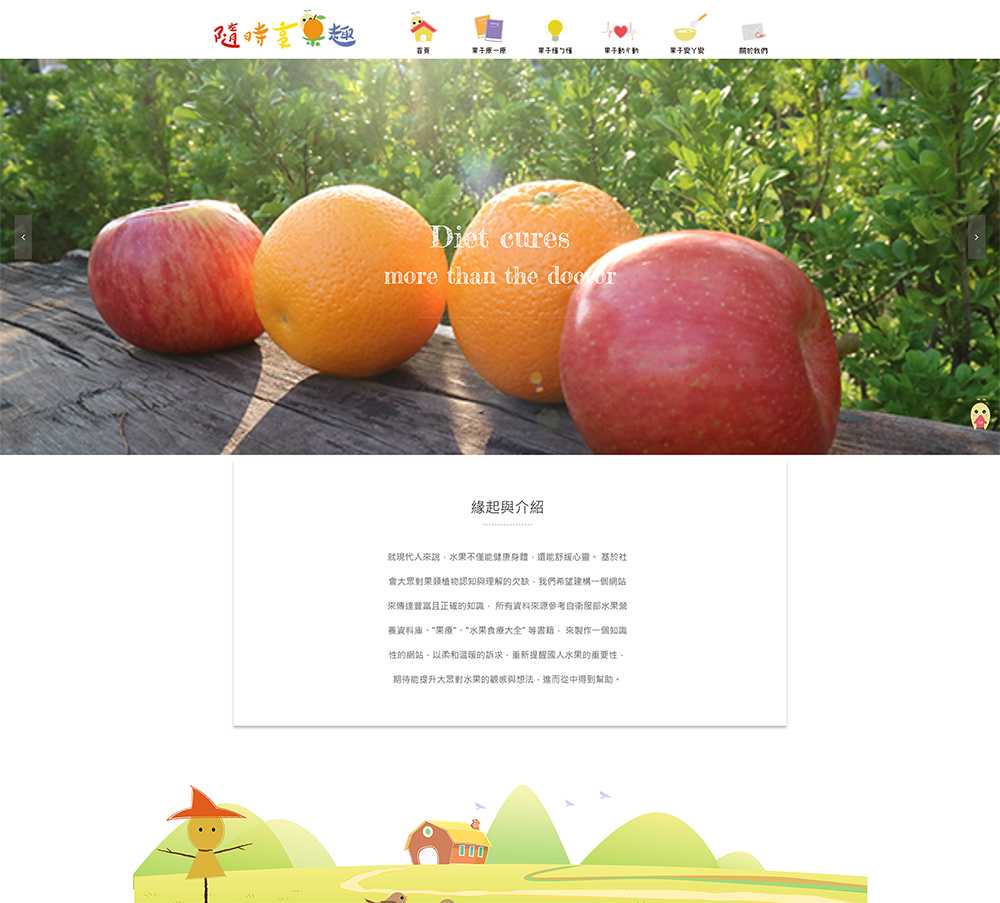 隨時享果趣
首頁
果子療一療
果子懂ㄅ懂
果子動ㄘ動
果子變ㄚ變
關於我們
Diet cures
more than the doctor
緣起與介紹
就現代人來說，水果不僅能健康身體，還能舒緩心靈。 基於社
會大眾對果類植物認知與理解的欠缺，我們希望建構一個網站
來傳達豐富且正確的知識， 所有資料來源參考自衛服部水果營
養資料庫、"果療"、"水果食療大全" 等書籍， 來製作一個知識
性的網站，以柔和溫暖的訴求，重新提醒國人水果的重要性，
期待能提升大眾對水果的觀感與想法，進而從中得到幫助。